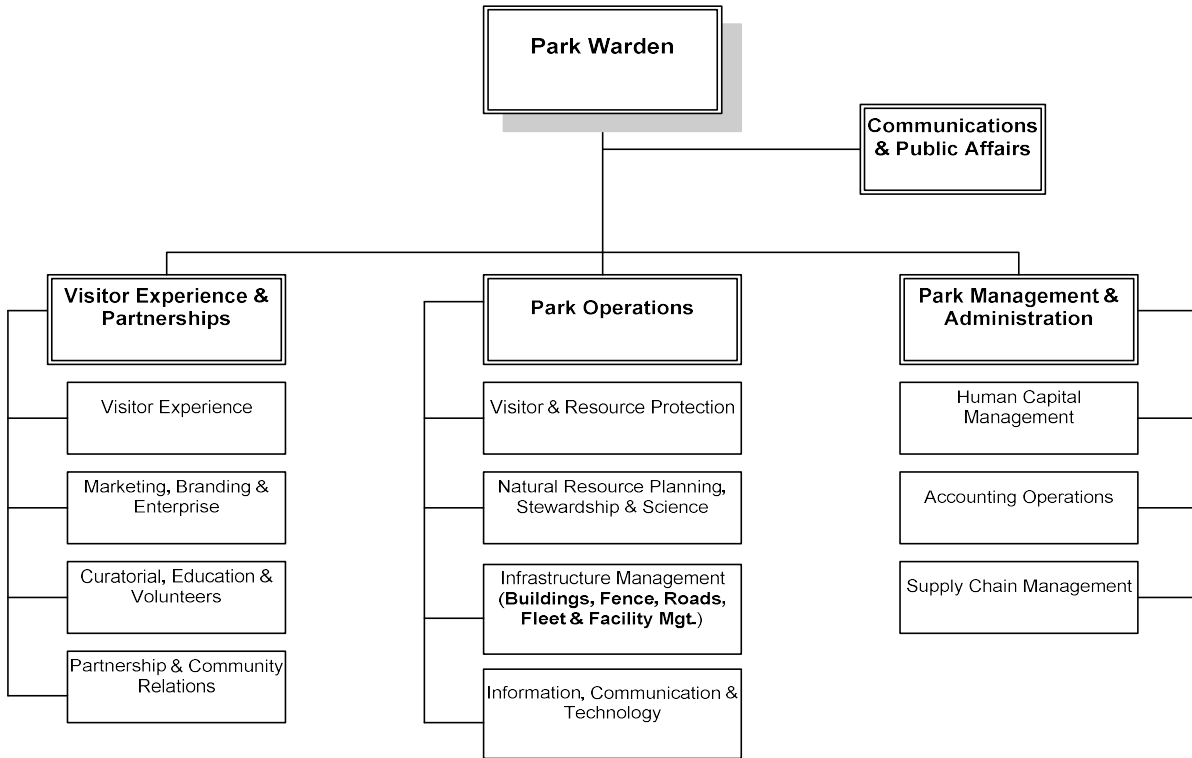 Park Warden
Communications
& Public Affairs
Visitor Experience &
Partnerships
Visitor Experience
Marketing, Branding &
Enterprise
Curatorial, Education &
Volunteers
Partnership & Community
Relations
Park Operations
Visitor & Resource Protection
Natural Resource Planning,
Stewardship & Science
Infrastructure Management
(Buildings, Fence, Roads,
Fleet & Facility Mgt.)
Information, Communication &
Technology
Park Management &
Administration
Human Capital
Management
Accounting Operations
Supply Chain Management